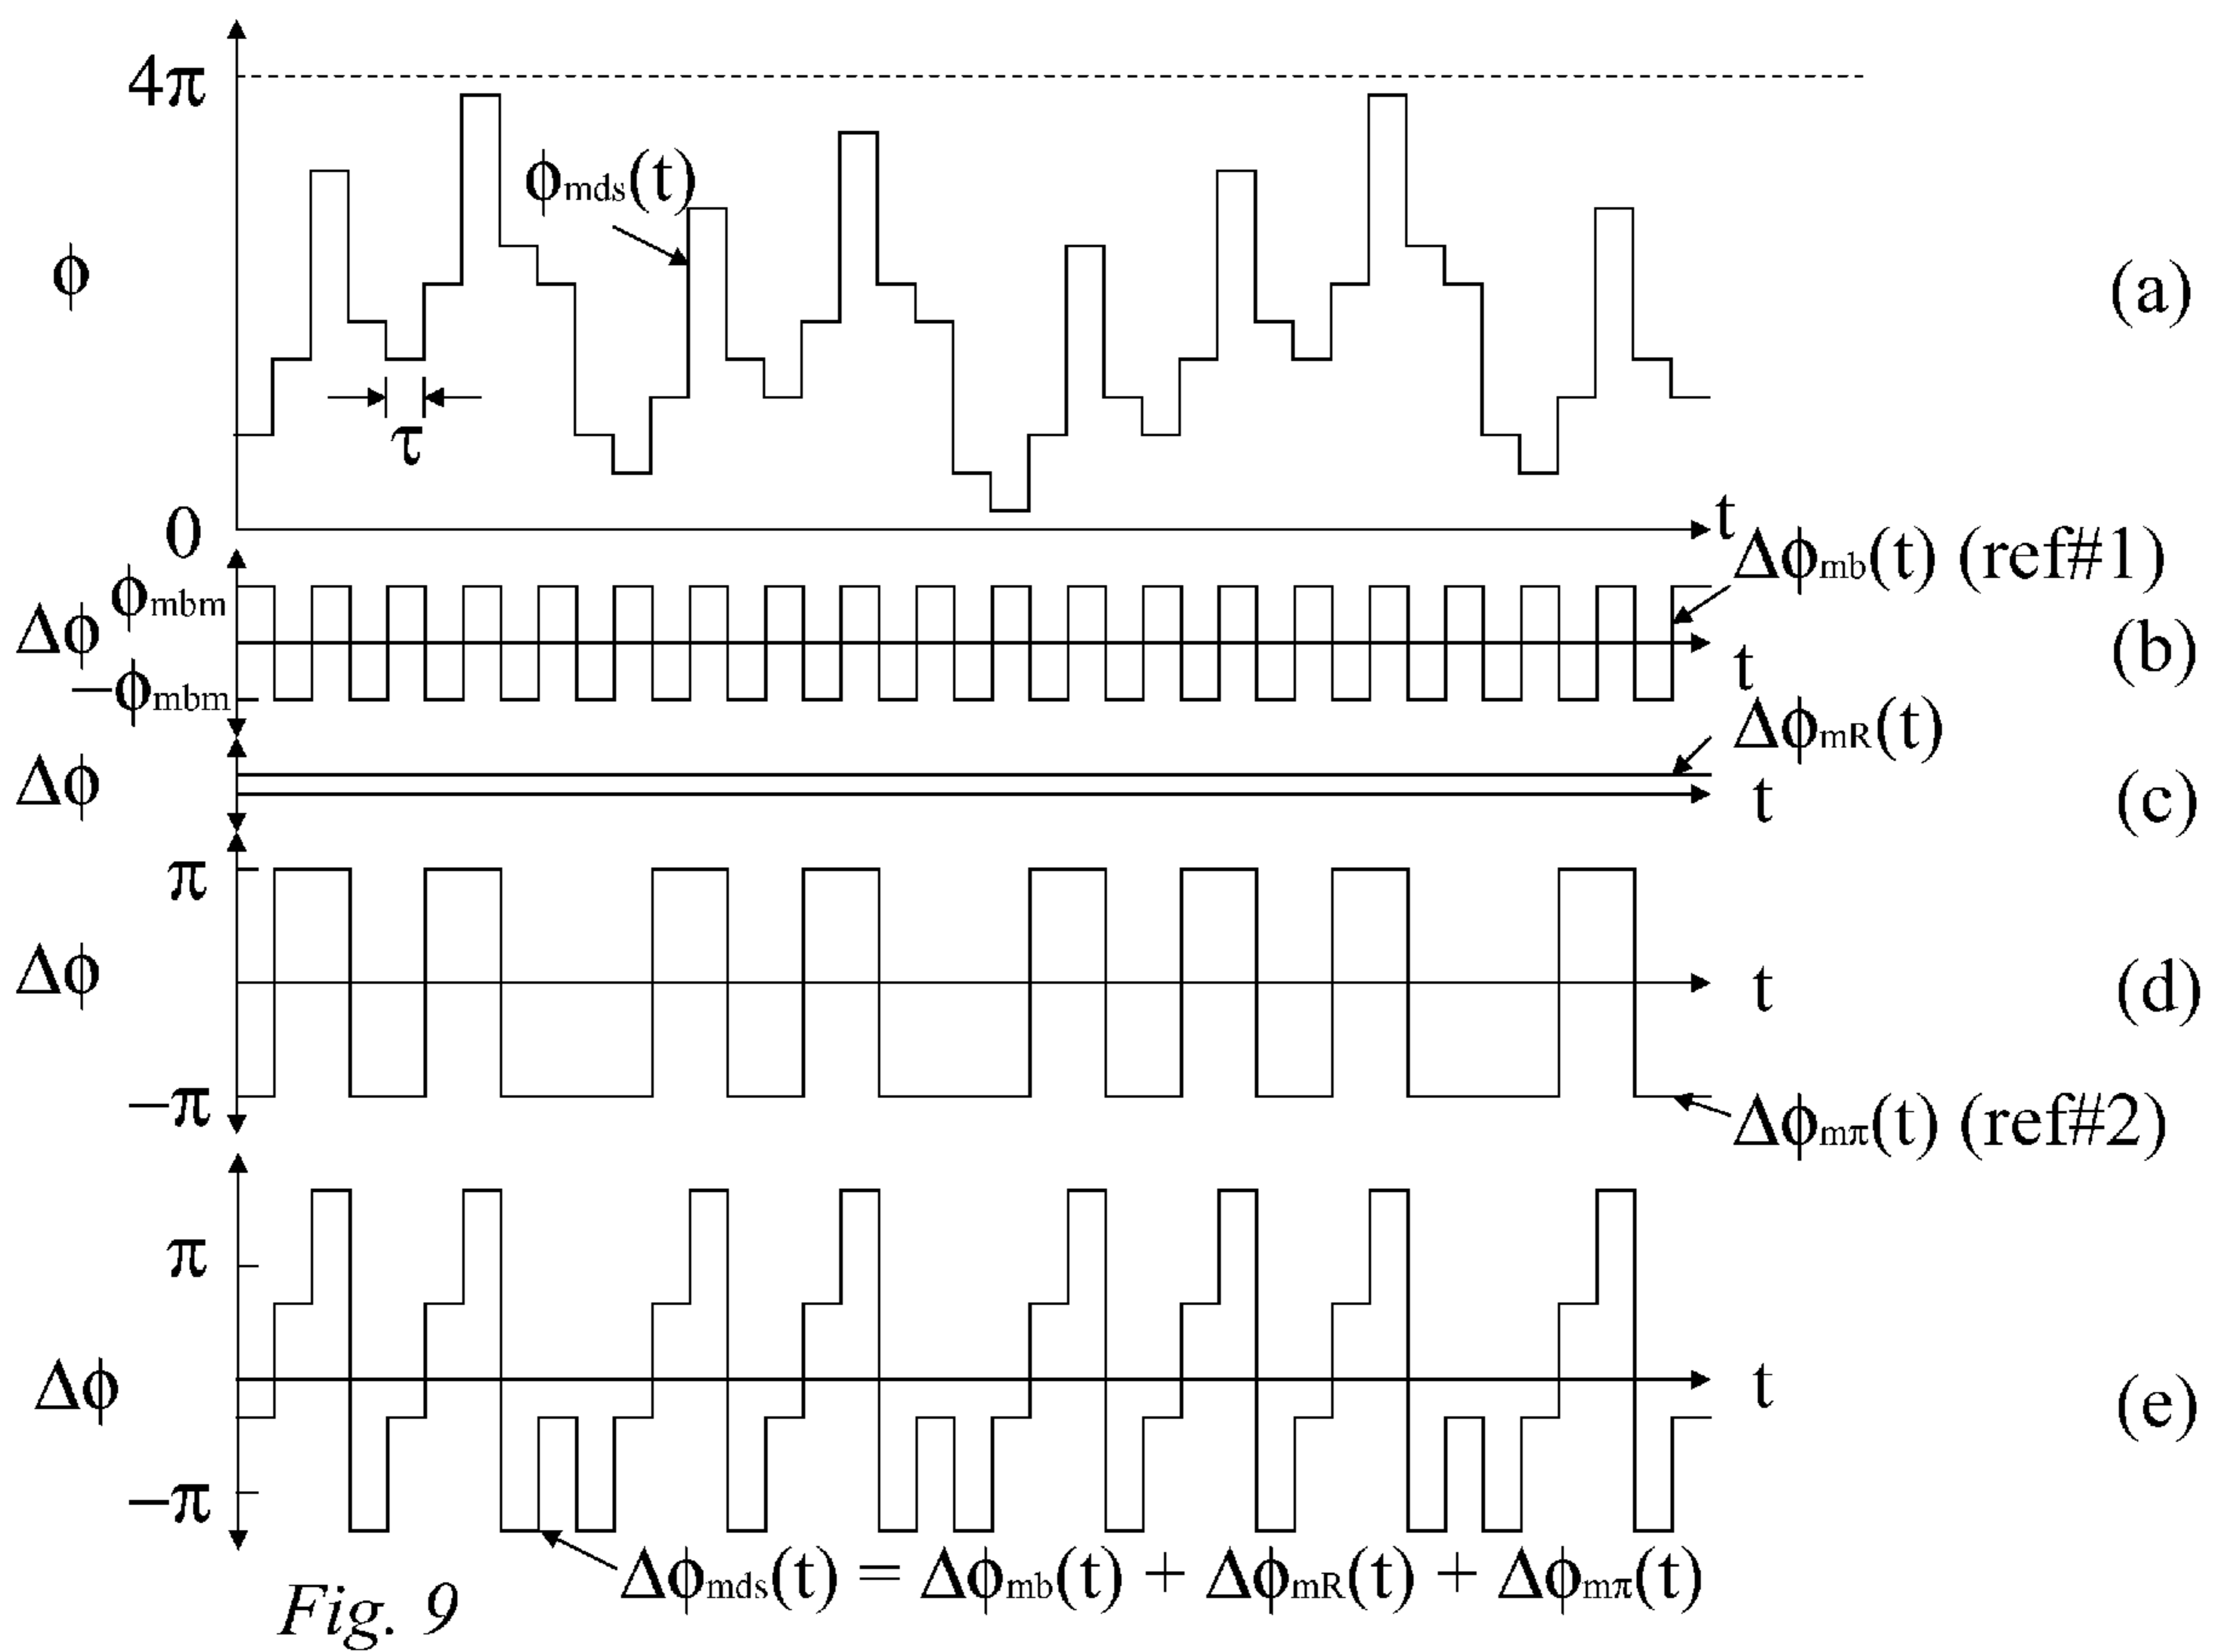 4π
ϕmds(t)
ϕ
(a)
τ
0
t
Δϕmb(t) (ref#1)
ϕmbm
Δϕ
(b)
t
−ϕmbm
ΔϕmR(t)
Δϕ
t
(c)
π
Δϕ
t
(d)
−π
Δϕmπ(t) (ref#2)
π
Δϕ
t
(e)
−π
Δϕmds(t) = Δϕmb(t) + ΔϕmR(t) + Δϕmπ(t)
Fig. 9